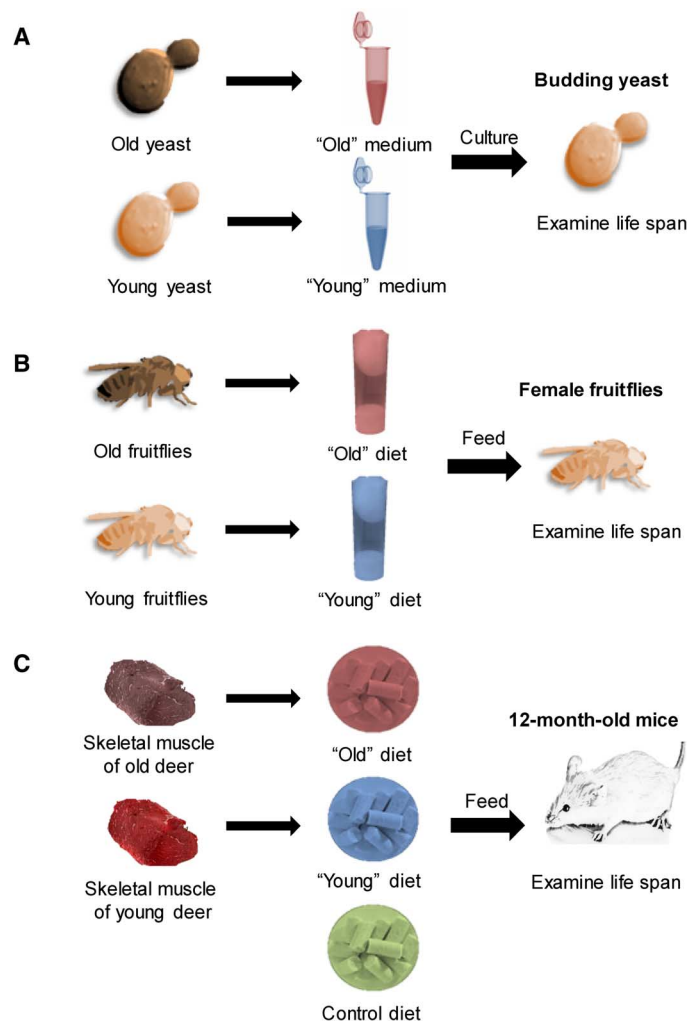 A
Old yeast
“Old” medium
Budding yeast
Culture
Young yeast
“Young” medium
Examine life span
B
Old fruitflies
“Old” diet
Female fruitflies
Feed
Young fruitflies
“Young” diet
Examine life span
C
Skeletal muscle
of old deer
“Old” diet
12-month-old mice
Feed
Skeletal muscle
of young deer
“Young” diet
Examine life span
Control diet